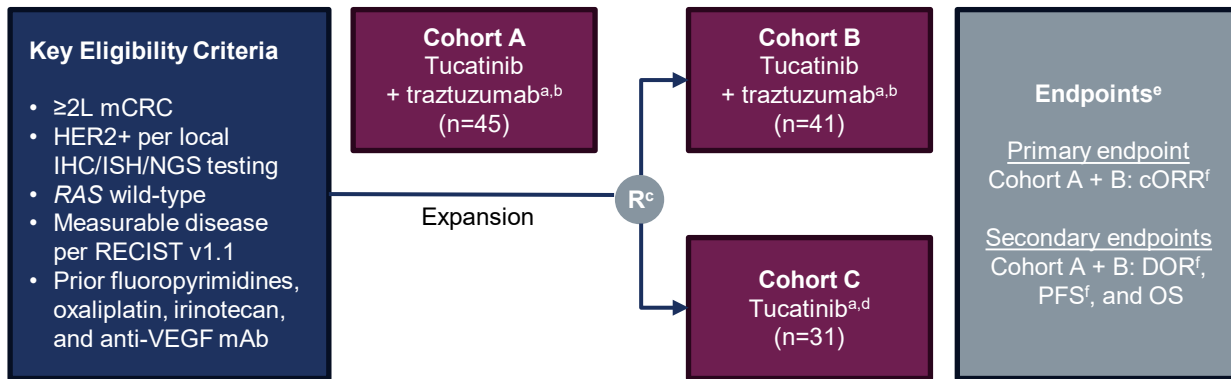 Key Eligibility Criteria
• ≥2L mCRC
• HER2+ per local
IHC/ISH/NGS testing
• RAS wild-type
• Measurable disease
per RECIST v1.1
• Prior fluoropyrimidines,
oxaliplatin, irinotecan,
and anti-VEGF mAb
Cohort A
Tucatinib
+ traztuzumabᵃ,ᵇ
(n=45)
Expansion
Rᶜ
Cohort B
Tucatinib
+ traztuzumabᵃ,ᵇ
(n=41)
Cohort C
Tucatinibᵃ,ᵈ
(n=31)
Endpointsᵉ
Primary endpoint
Cohort A + B: cORRᶠ
Secondary endpoints
Cohort A + B: DORᶠ,
PFSᶠ, and OS